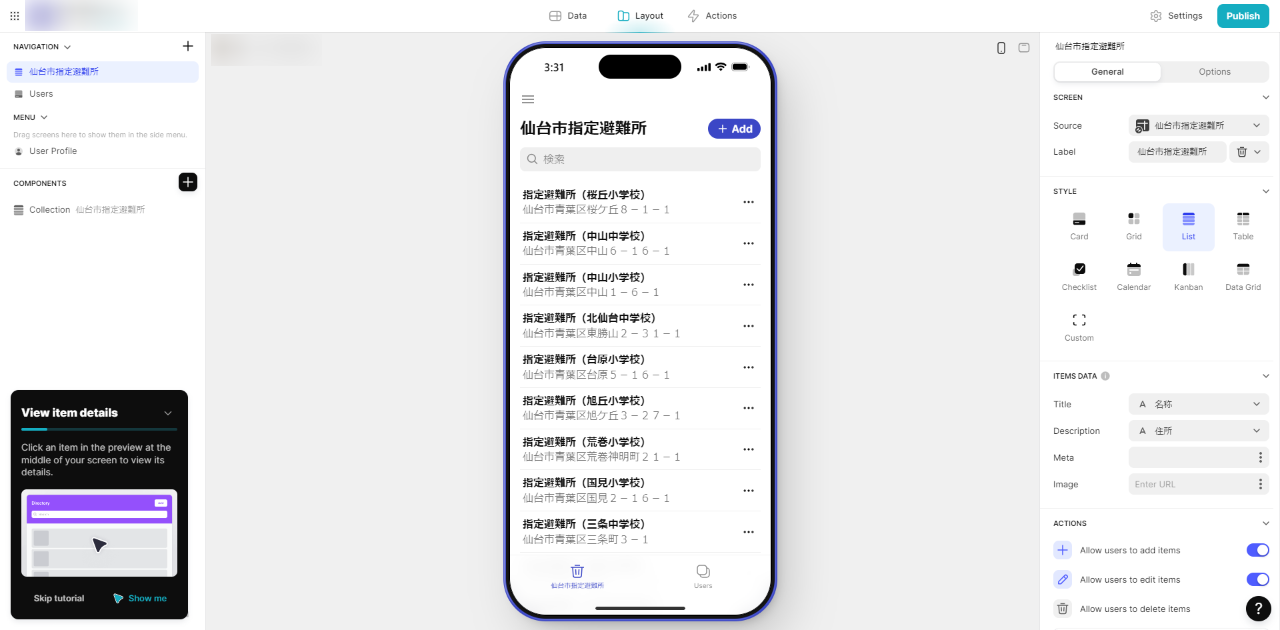 Data
Layout
Actions
Settings
Publish
NAVIGATION
仙台市指定避難所
Users
MENU
Drag screens here to show them in the side menu.
User Profile
COMPONENTS
Collection 仙台市指定避難所
View item details
Click an item in the preview at the
middle of your screen to view its
details.
Directory
Skip tutorial
Show me
3:31
仙台市指定避難所
Add
検索
指定避難所（桜丘小学校）
仙台市青葉区桜ケ丘８－１－１
指定避難所（中山中学校）
仙台市青葉区中山６－１６－１
指定避難所（中山小学校）
仙台市青葉区中山１－６－１
指定避難所（北仙台中学校）
仙台市青葉区東勝山２－３１－１
指定避難所（台原小学校）
仙台市青葉区台原５－１６－１
指定避難所（旭丘小学校）
仙台市青葉区旭ケ丘３－２７－１
指定避難所（荒巻小学校）
仙台市青葉区荒巻神明町２１－１
指定避難所（国見小学校）
仙台市青葉区国見２－１６－１
指定避難所（三条中学校）
仙台市青葉区三条町３－１
仙台市指定避難所
Users
仙台市指定避難所
General
Options
SCREEN
Source 仙台市指定避難所
Label 仙台市指定避難所
STYLE
Card
Grid
List
Table
Checklist
Calendar
Kanban
Data Grid
Custom
ITEMS DATA
Title A 名称
Description A 住所
Meta
Image Enter URL
ACTIONS
Allow users to add items
Allow users to edit items
Allow users to delete items
?